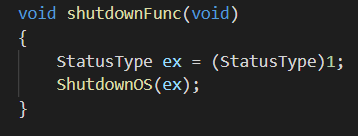 void shutdownFunc(void)
{
    StatusType ex = (StatusType)1;
    ShutdownOS(ex);
}